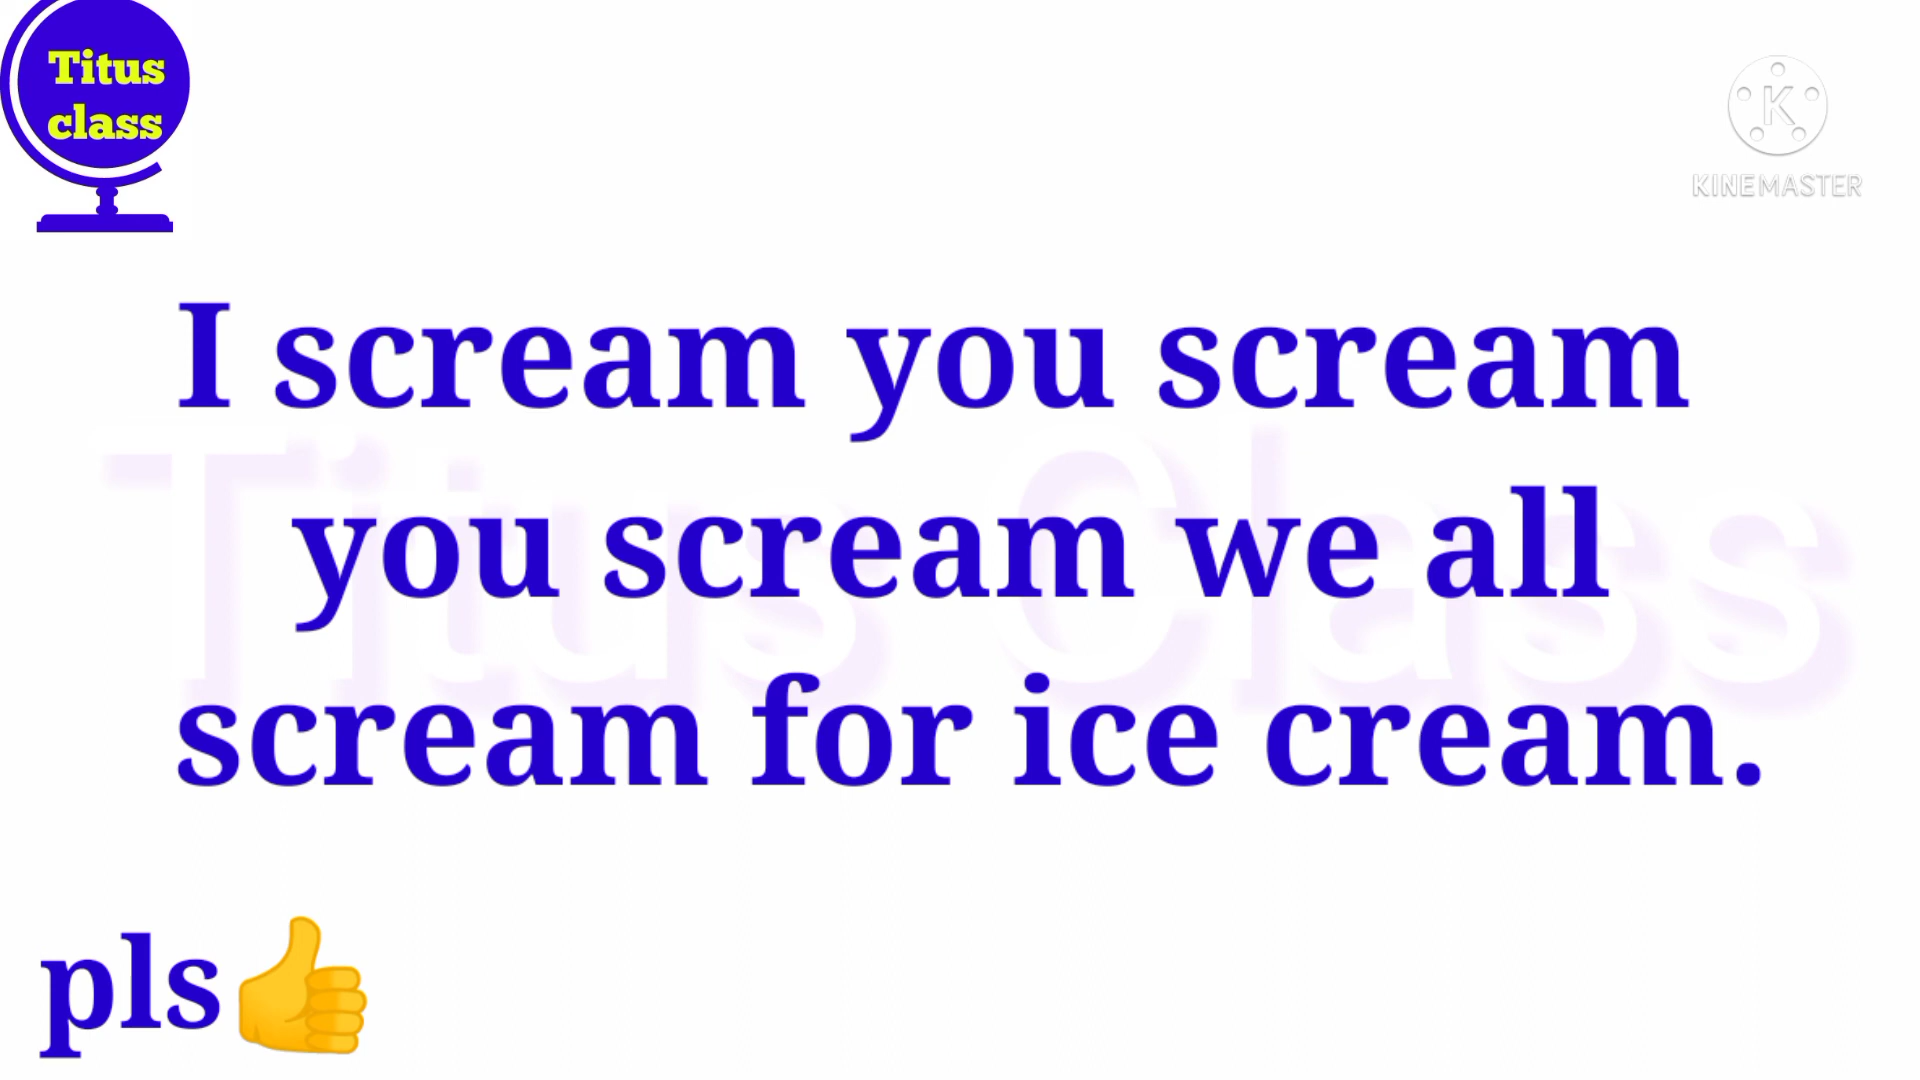 Titus
class
KINEMASTER
I scream you scream
you scream we all
scream for ice cream.
Titus Class
pls👍